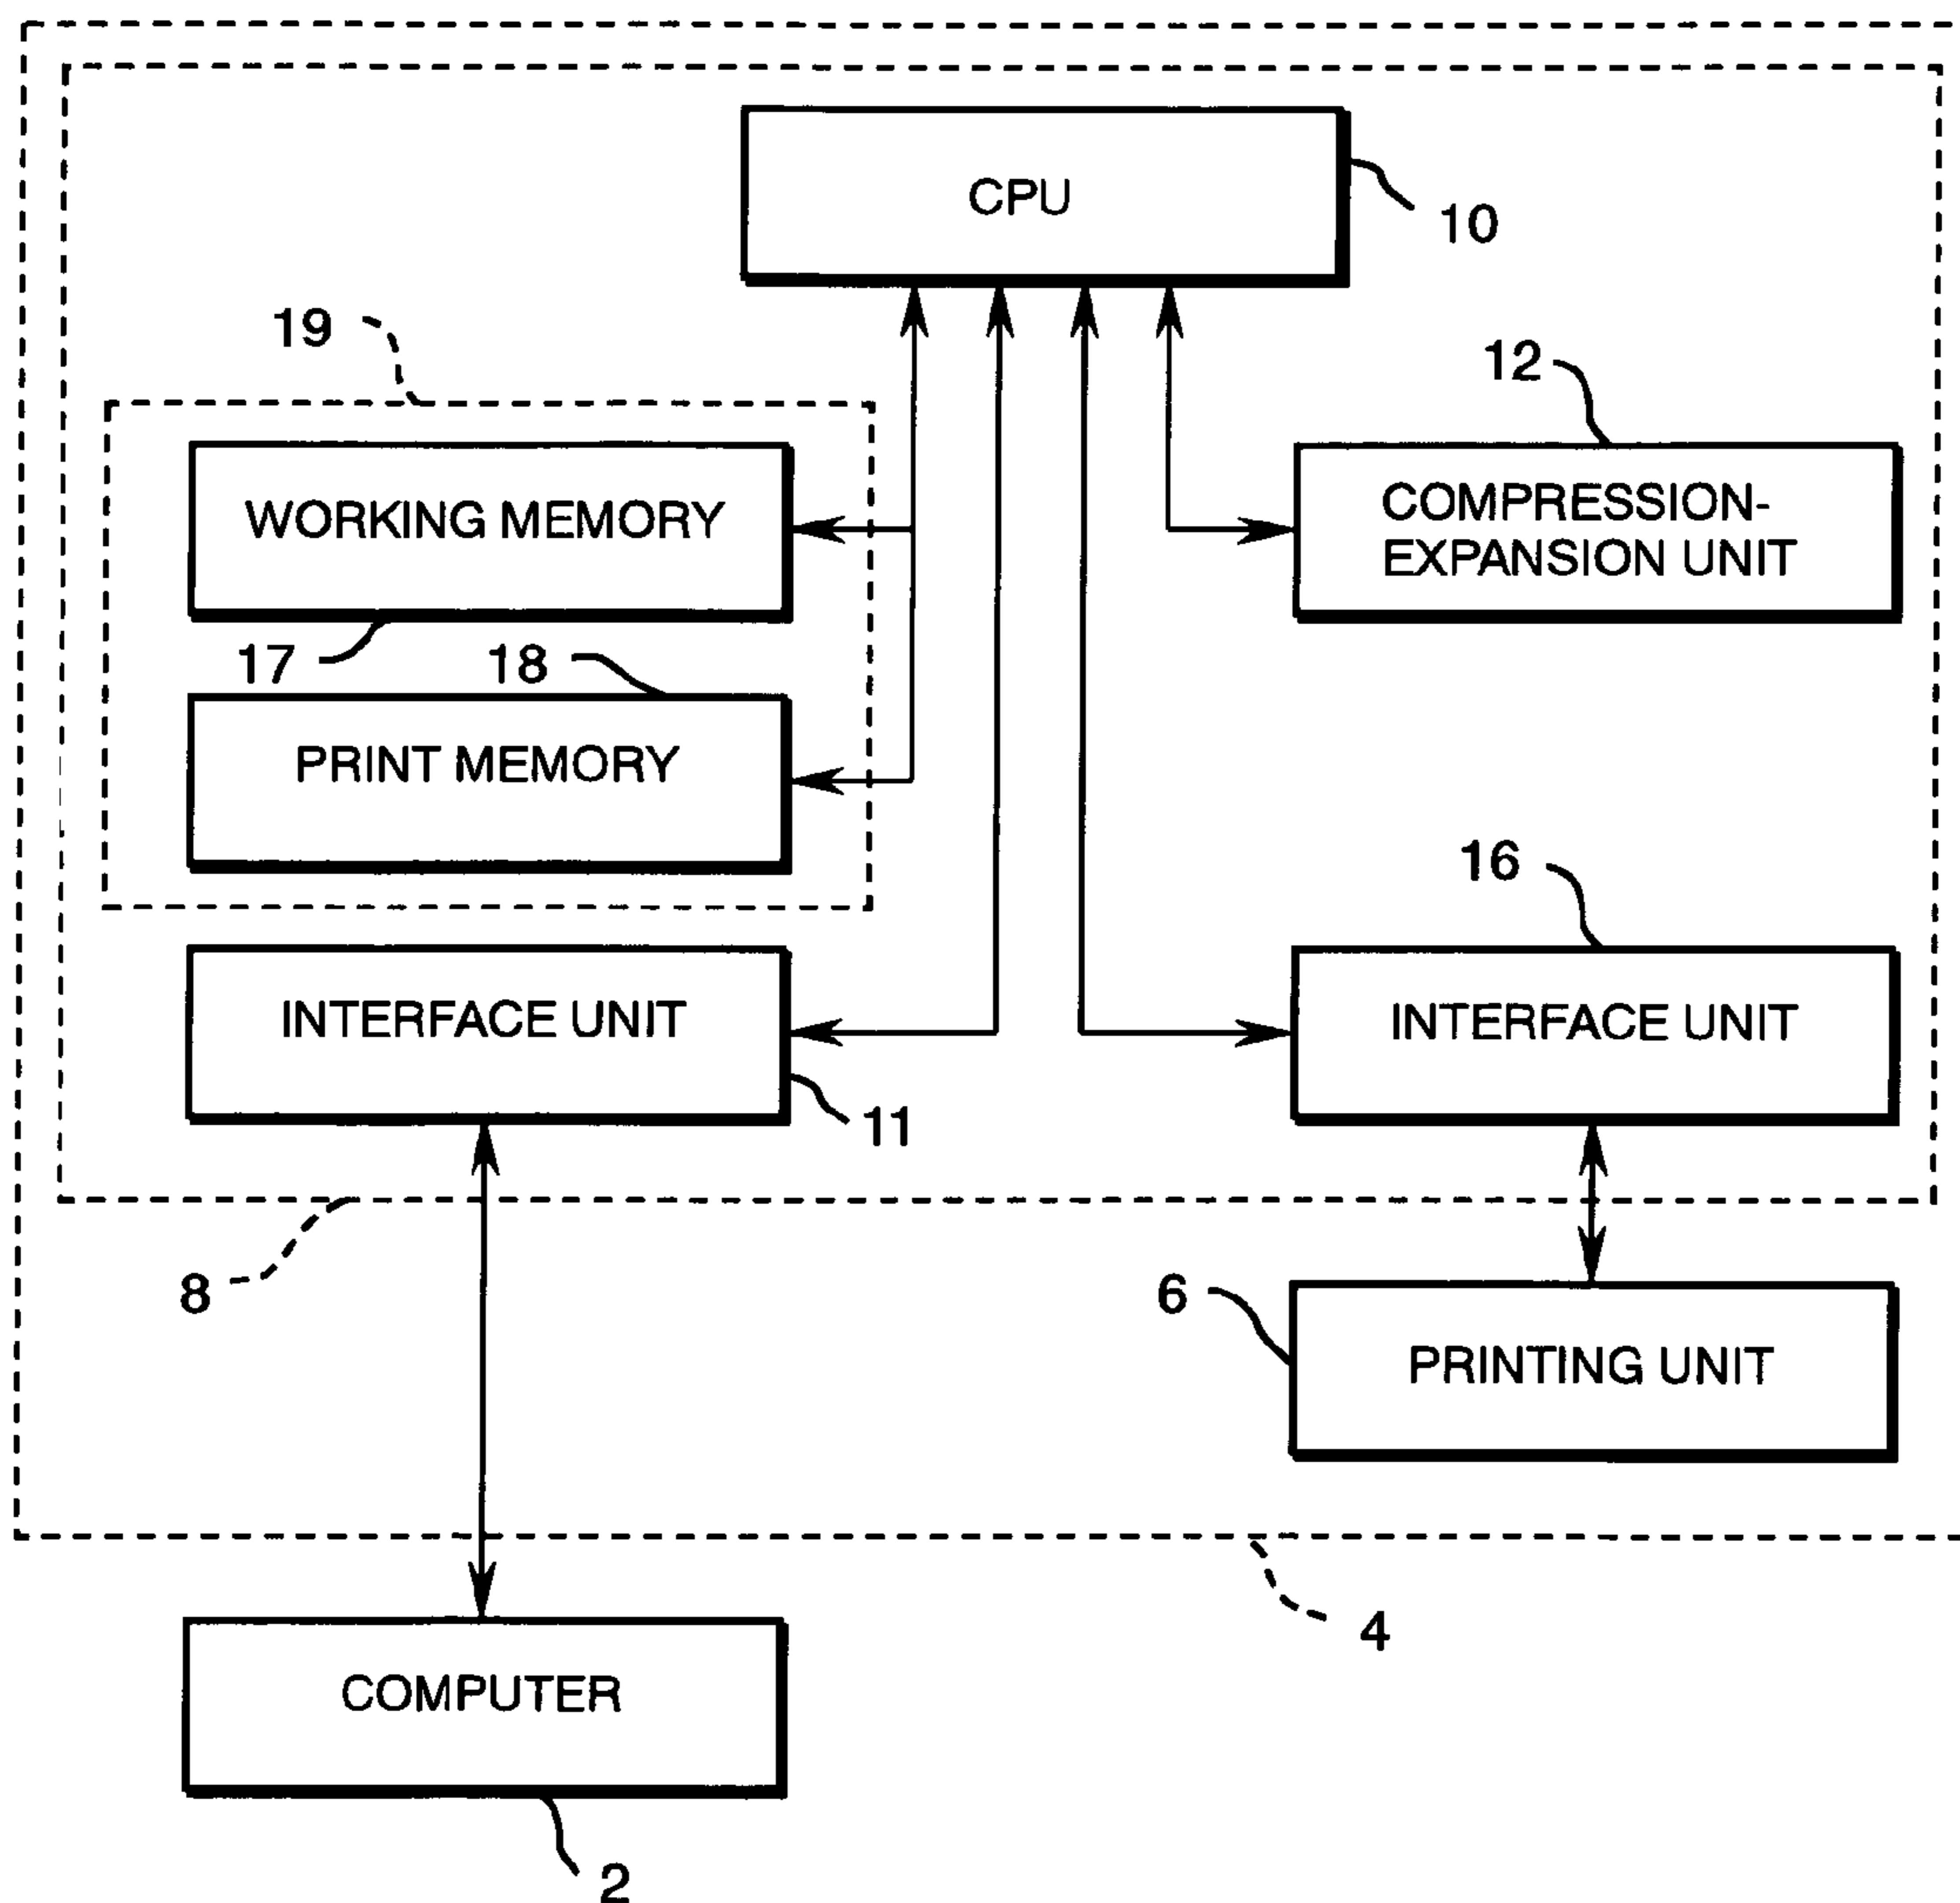 CPU
10
19
12
WORKING MEMORY
COMPRESSION-
EXPANSION UNIT
17
18
PRINT MEMORY
16
INTERFACE UNIT
INTERFACE UNIT
11
8
6
PRINTING UNIT
4
COMPUTER
2